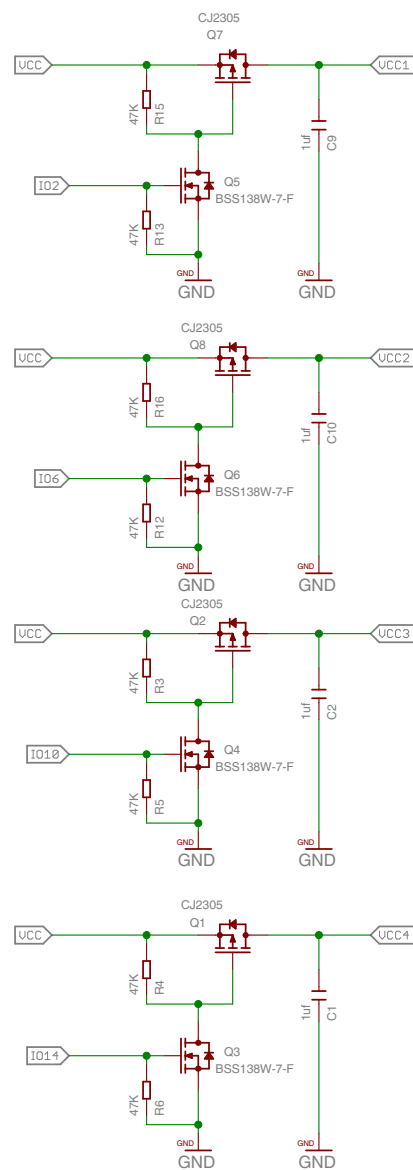 CJ2305
Q7
VCC
VCC1
47K
R15
1uf
C9
IO2
Q5
BSS138W-7-F
47K
R13
GND
GND
GND
GND
CJ2305
Q8
VCC
VCC2
47K
R16
1uf
C10
IO6
Q6
BSS138W-7-F
47K
R12
GND
GND
GND
GND
CJ2305
Q2
VCC
VCC3
47K
R3
1uf
C2
IO10
Q4
BSS138W-7-F
47K
R5
GND
GND
GND
GND
CJ2305
Q1
VCC
VCC4
47K
R4
1uf
C1
IO14
Q3
BSS138W-7-F
47K
R6
GND
GND
GND
GND